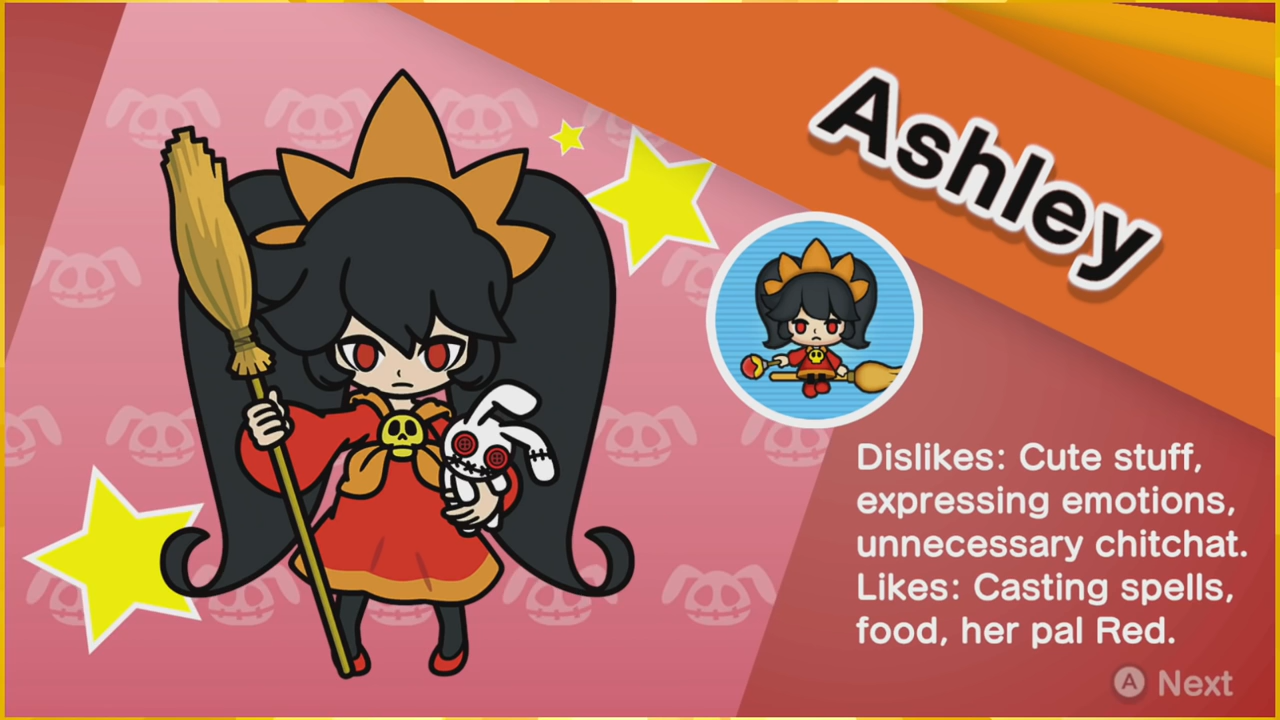 Ashley
Dislikes: Cute stuff,
expressing emotions,
unnecessary chitchat.
Likes: Casting spells,
food, her pal Red.
A Next